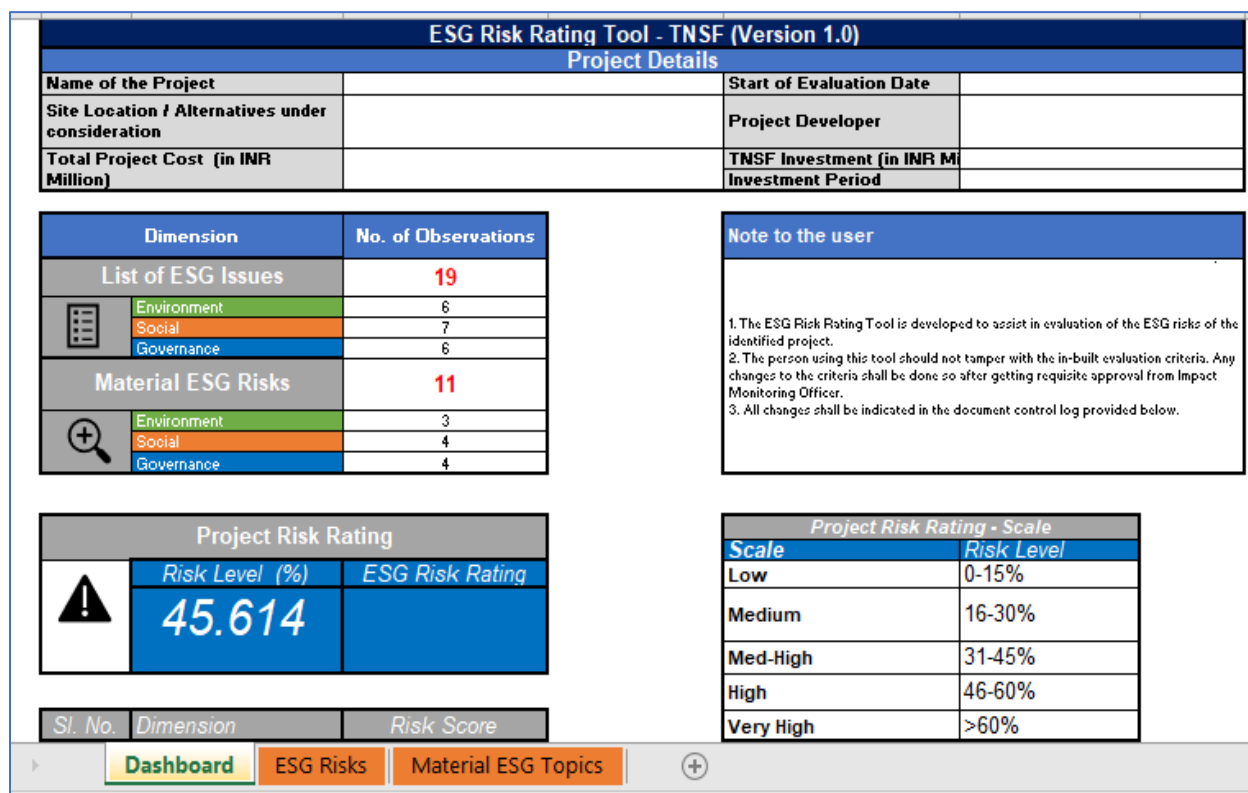 ESG Risk Rating Tool - TNSF (Version 1.0)
Project Details
Name of the Project
Start of Evaluation Date
Site Location / Alternatives under
consideration
Project Developer
Total Project Cost (in INR
Million)
TNSF Investment (in INR Mi
Investment Period
Dimension No. of Observations
List of ESG Issues 19
Environment 6
Social 7
Governance 6
Material ESG Risks 11
Environment 3
Social 4
Governance 4
Note to the user
1. The ESG Risk Rating Tool is developed to assist in evaluation of the ESG risks of the
identified project.
2. The person using this tool should not tamper with the in-built evaluation criteria. Any
changes to the criteria shall be done so after getting requisite approval from Impact
Monitoring Officer.
3. All changes shall be indicated in the document control log provided below.
Project Risk Rating
Risk Level (%) ESG Risk Rating
45.614
Project Risk Rating - Scale
Scale Risk Level
Low 0-15%
Medium 16-30%
Med-High 31-45%
High 46-60%
Very High >60%
Sl. No. Dimension Risk Score
Dashboard ESG Risks Material ESG Topics